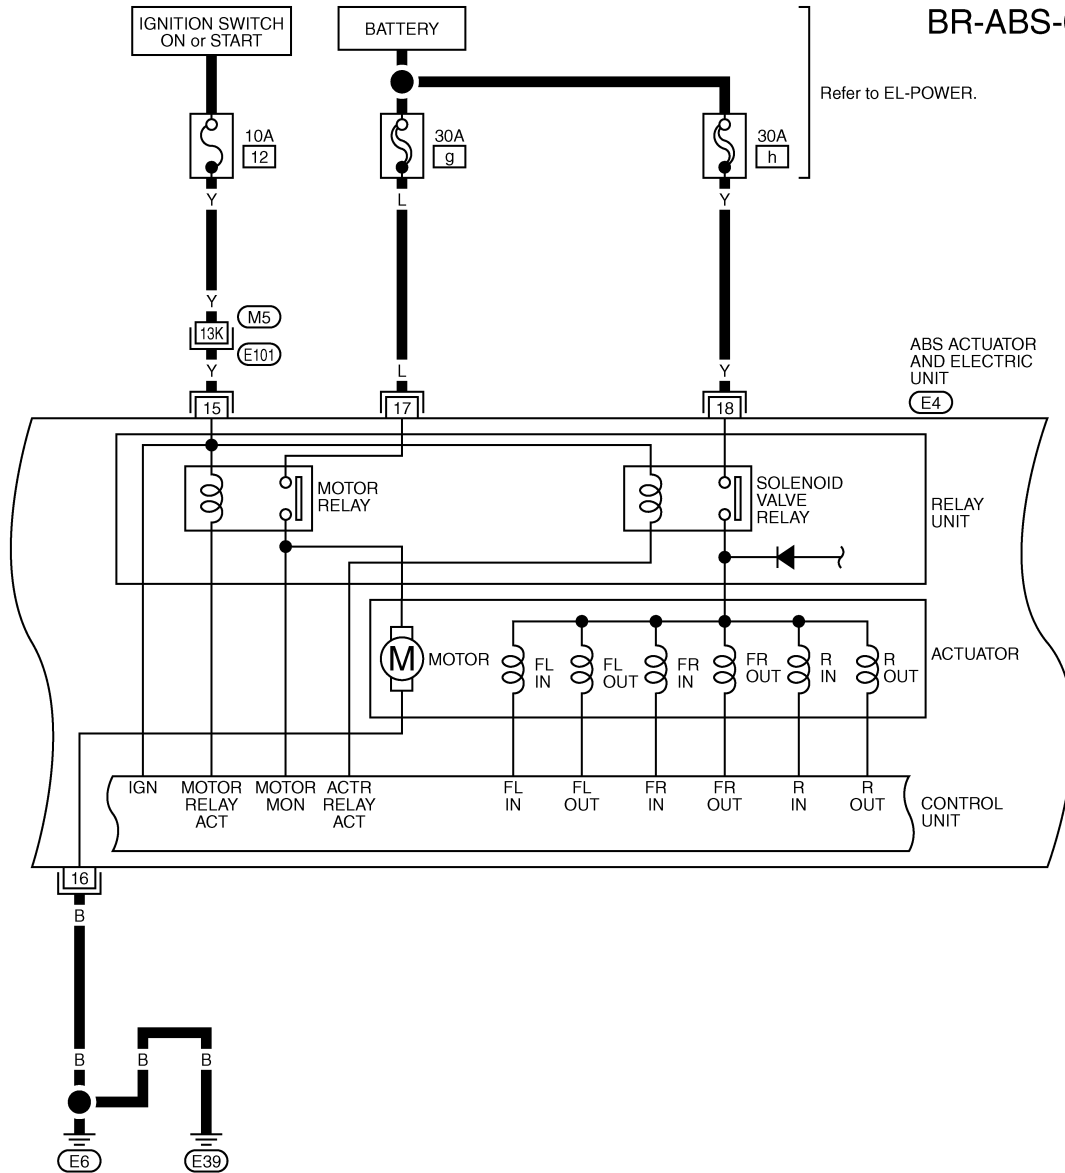 BR-ABS-
IGNITION SWITCH
ON or START
BATTERY
Refer to EL-POWER.
10A
12
30A
g
30A
h
Y
L
Y
Y
M5
13K
E101
Y
L
Y
ABS ACTUATOR
AND ELECTRIC
UNIT
E4
15
17
18
MOTOR
RELAY
SOLENOID
VALVE
RELAY
RELAY
UNIT
M
MOTOR
FL
IN
FL
OUT
FR
IN
FR
OUT
R
IN
R
OUT
ACTUATOR
IGN
MOTOR
RELAY
ACT
MOTOR
MON
ACTR
RELAY
ACT
FL
IN
FL
OUT
FR
IN
FR
OUT
R
IN
R
OUT
CONTROL
UNIT
16
B
B
B
B
E6
E39